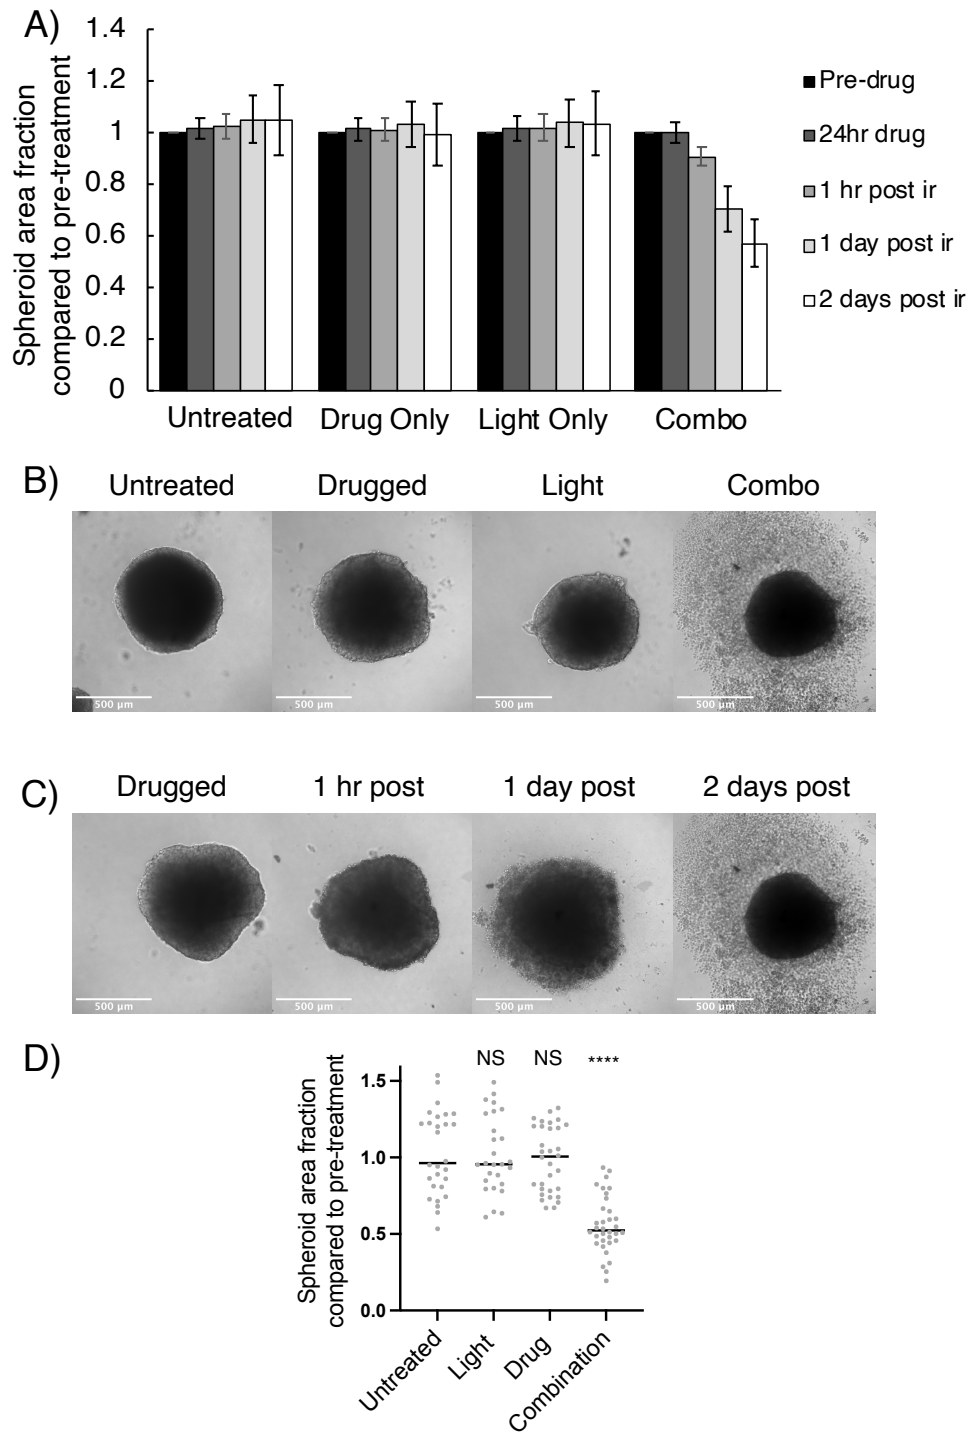 A)
Spheroid area fraction
compared to pre-treatment
1.4
1.2
1
0.8
0.6
0.4
0.2
0
Untreated
Drug Only
Light Only
Combo
Pre-drug
24hr drug
1 hr post ir
1 day post ir
2 days post ir
B)
Untreated
Drugged
Light
Combo
500 µm
500 µm
500 µm
500 µm
C)
Drugged
1 hr post
1 day post
2 days post
500 µm
500 µm
500 µm
500 µm
D)
Spheroid area fraction
compared to pre-treatment
NS
NS
****
1.5
1.0
0.5
0.0
Untreated
Light
Drug
Combination